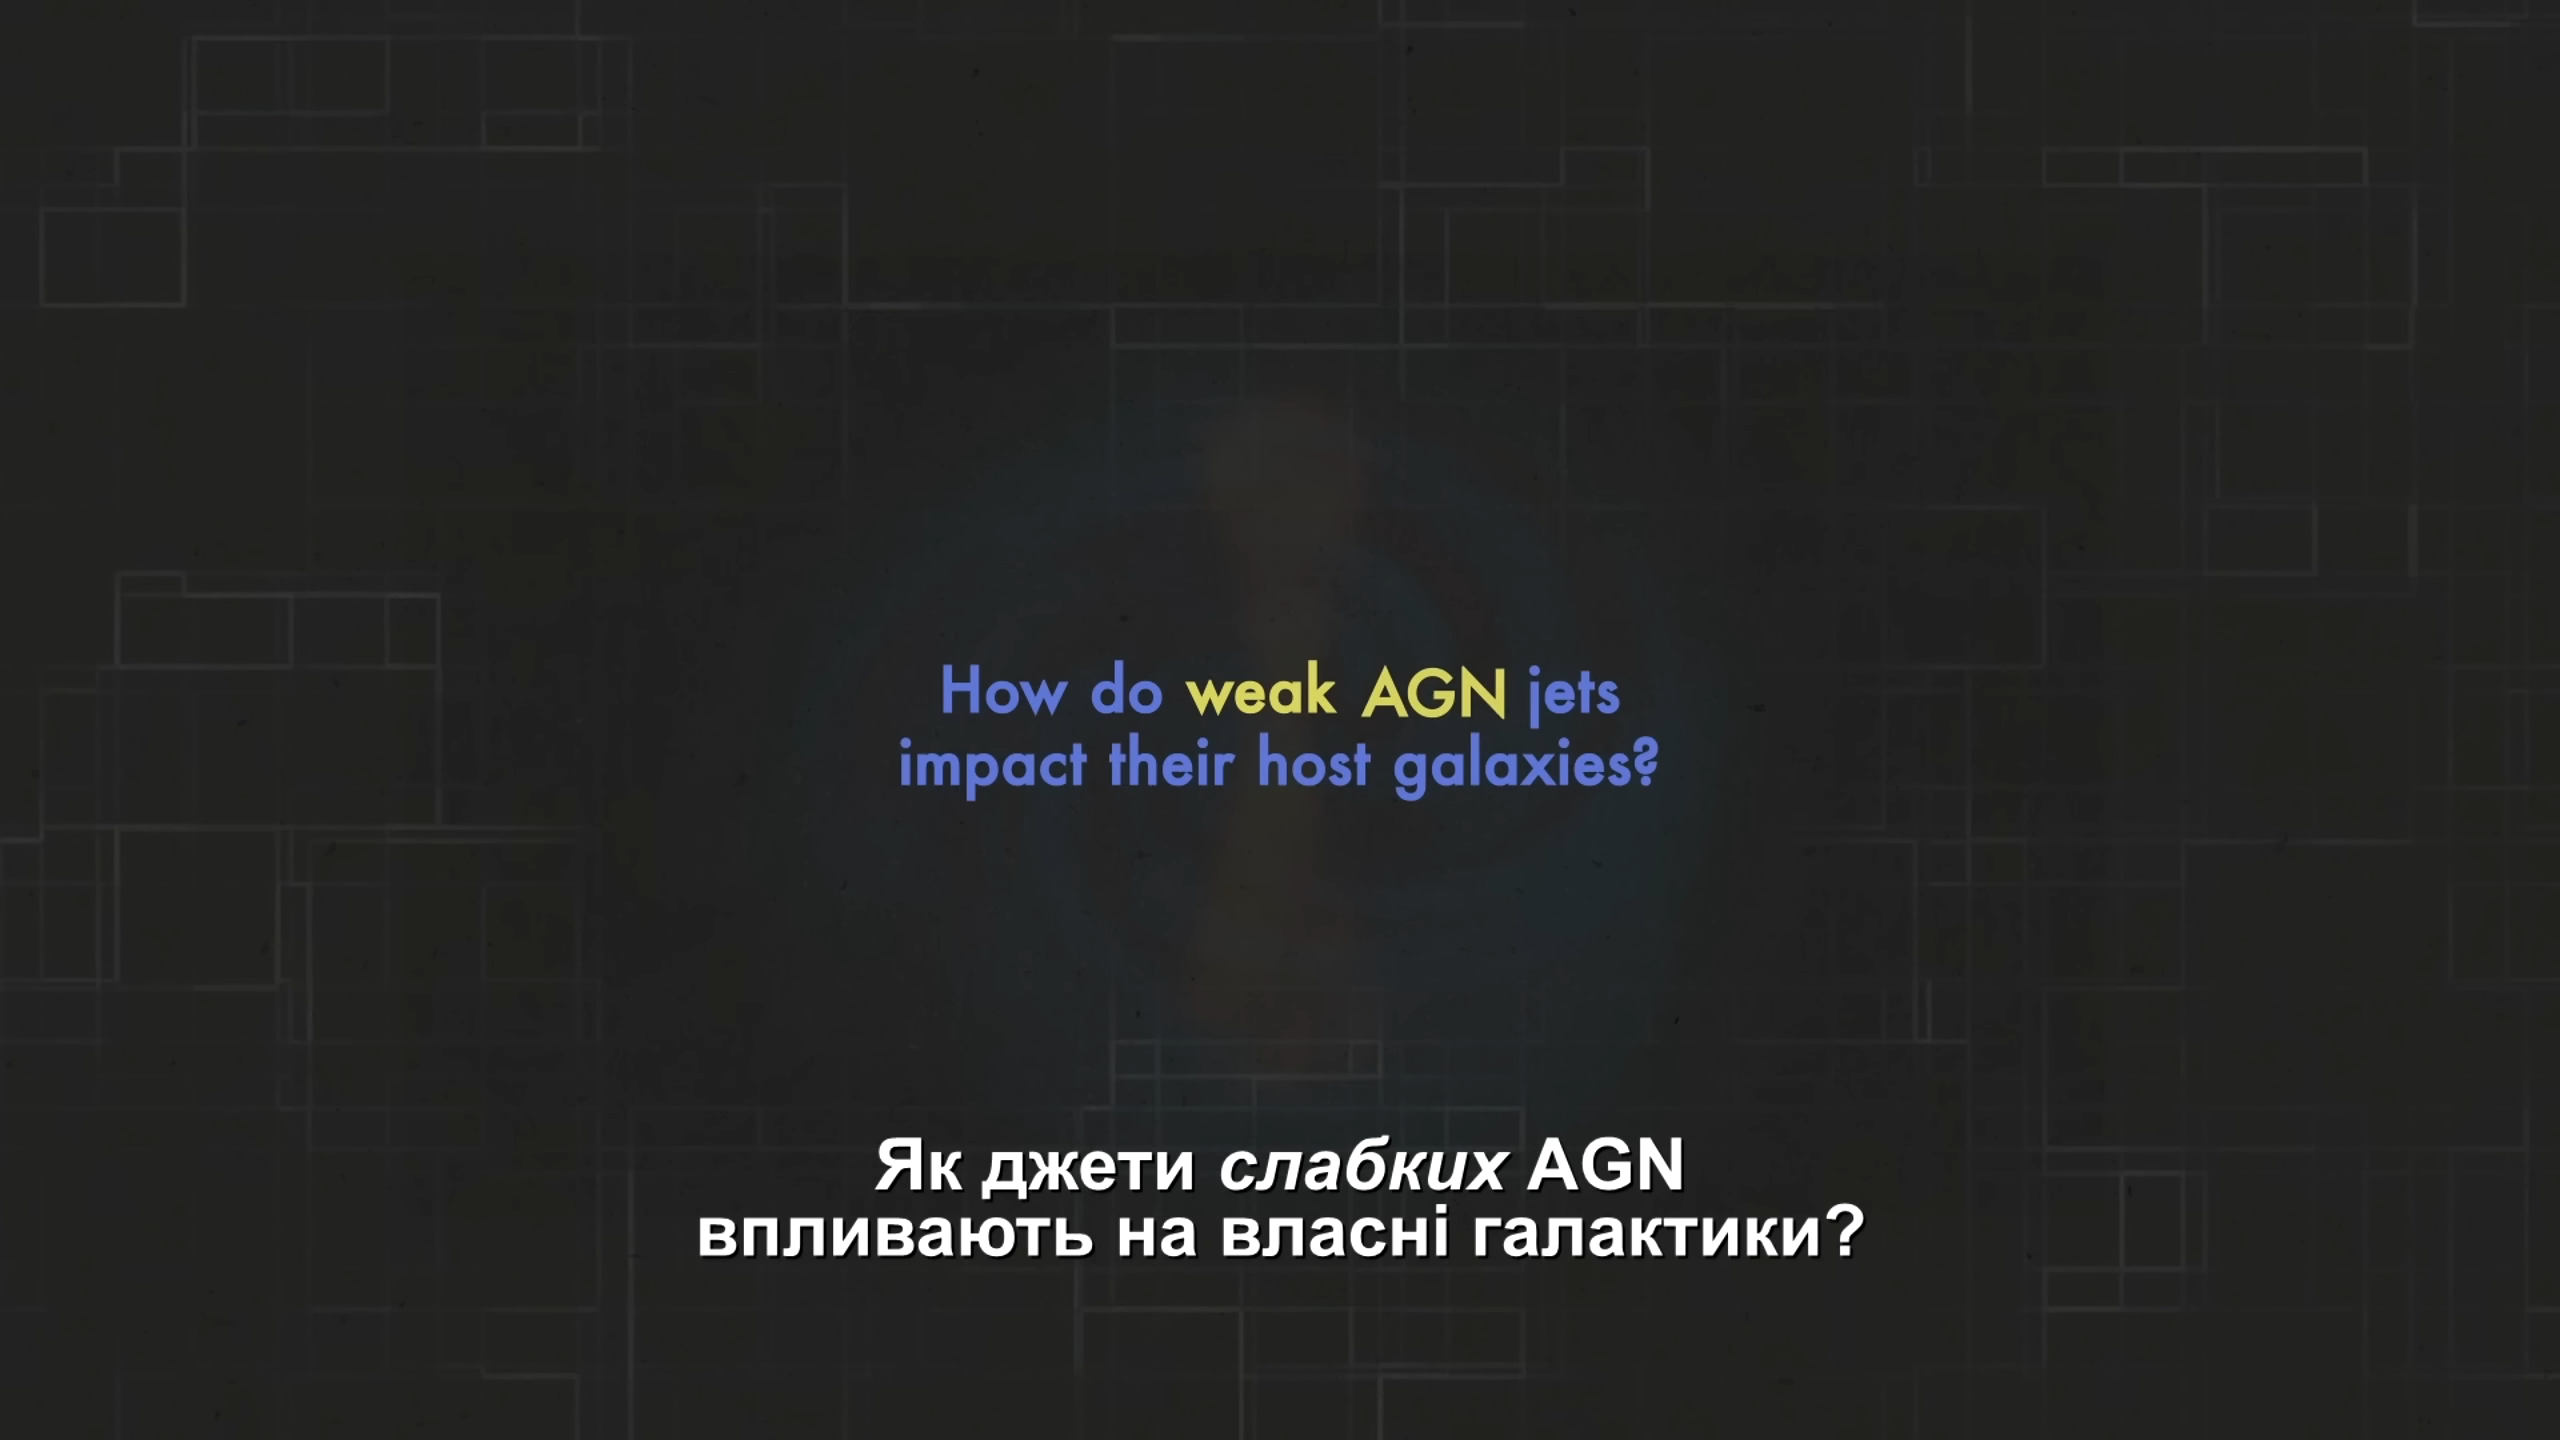 How do weak AGN jets
impact their host galaxies?
Як джети слабких AGN
впливають на власні галактики?